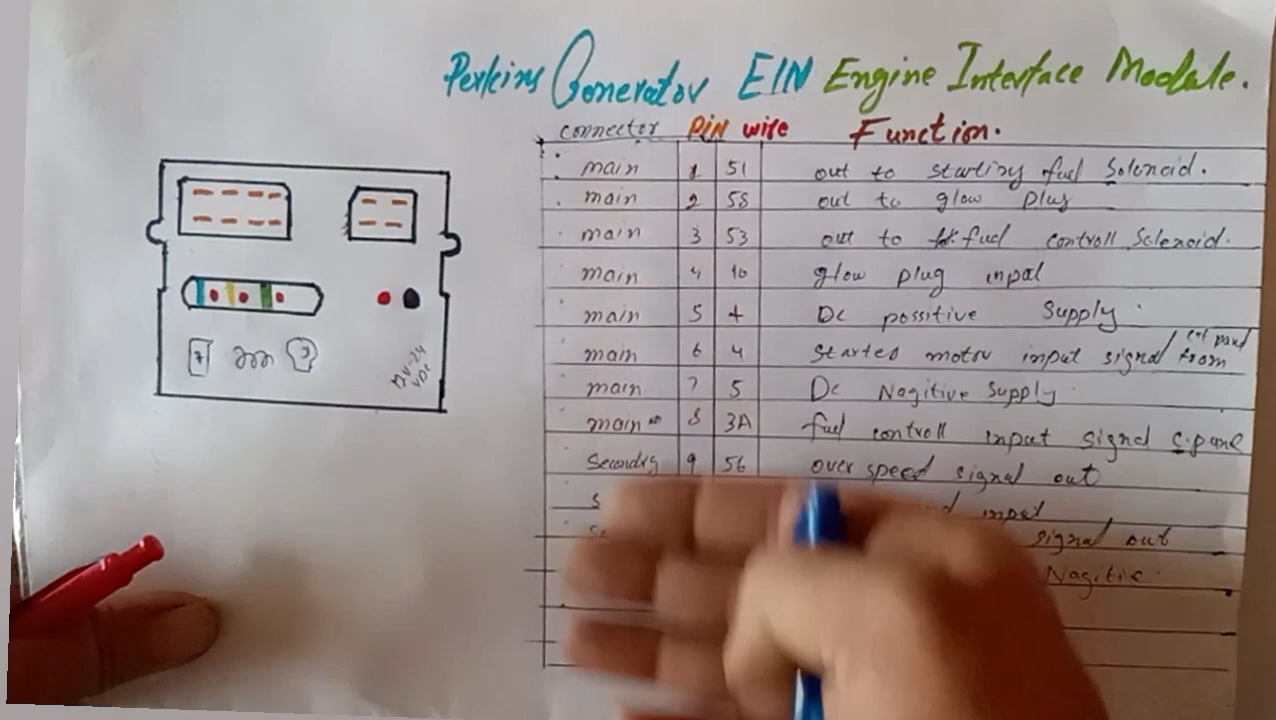 Perkins Generator EIN Engine Interface Module.
connector PIN wire Function.
main 1 51 out to starting fuel Solenoid.
main 2 58 out to glow plug
main 3 53 out to fuel controll Solenoid.
main 4 10 glow plug inpal
main 5 + Dc possitive Supply
main 6 4 started motor input signal from
main 7 5 Dc Nagitive Supply
main 8 3A fuel controll input signal c.pane
Secondry 9 56 over speed signal out
input
signal out
Nagitie
12V-24
VDC